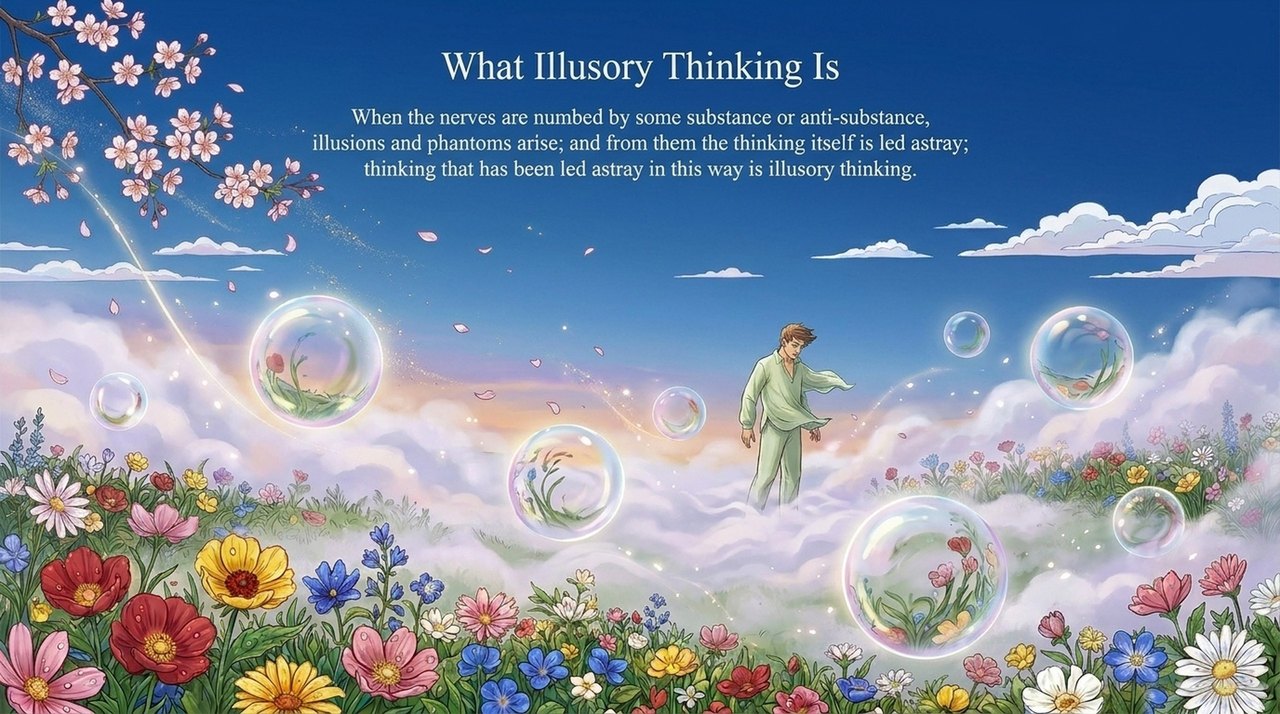 What Illusory Thinking Is
When the nerves are numbed by some substance or anti-substance,
illusions and phantoms arise; and from them the thinking itself is led astray;
thinking that has been led astray in this way is illusory thinking.